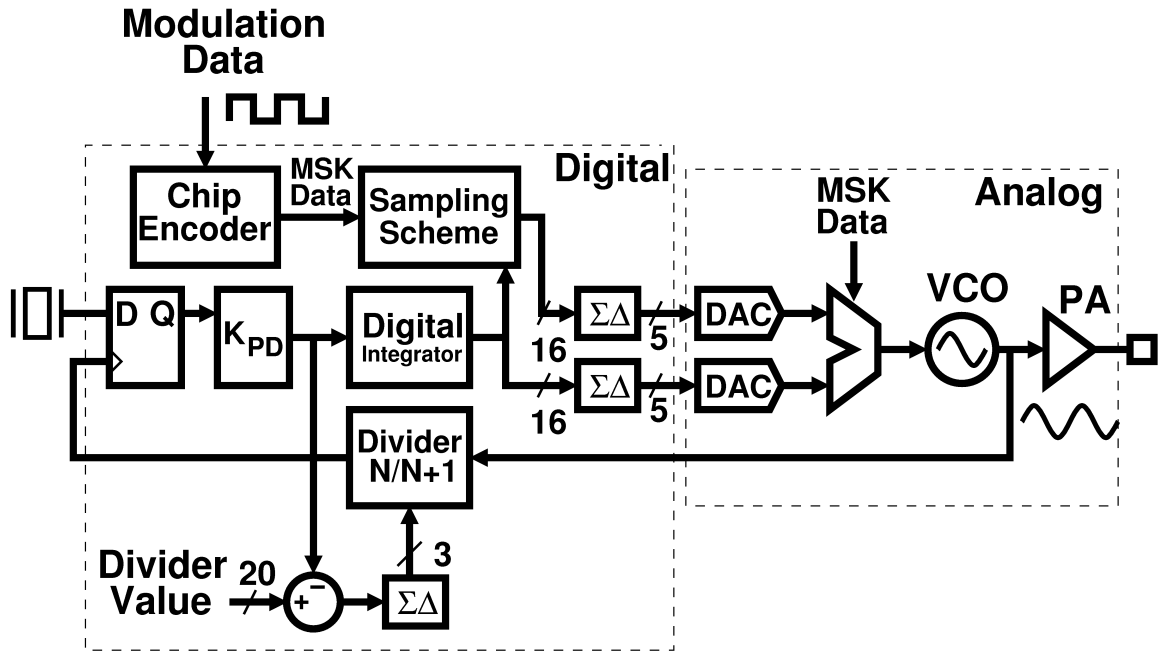 Modulation
Data
Digital
MSK
Data
Chip
Encoder
Sampling
Scheme
Analog
MSK
Data
VCO
PA
D Q
KPD
Digital
Integrator
ΣΔ
16
5
DAC
ΣΔ
16
5
DAC
Divider
N/N+1
3
Divider
Value
20
+
−
ΣΔ